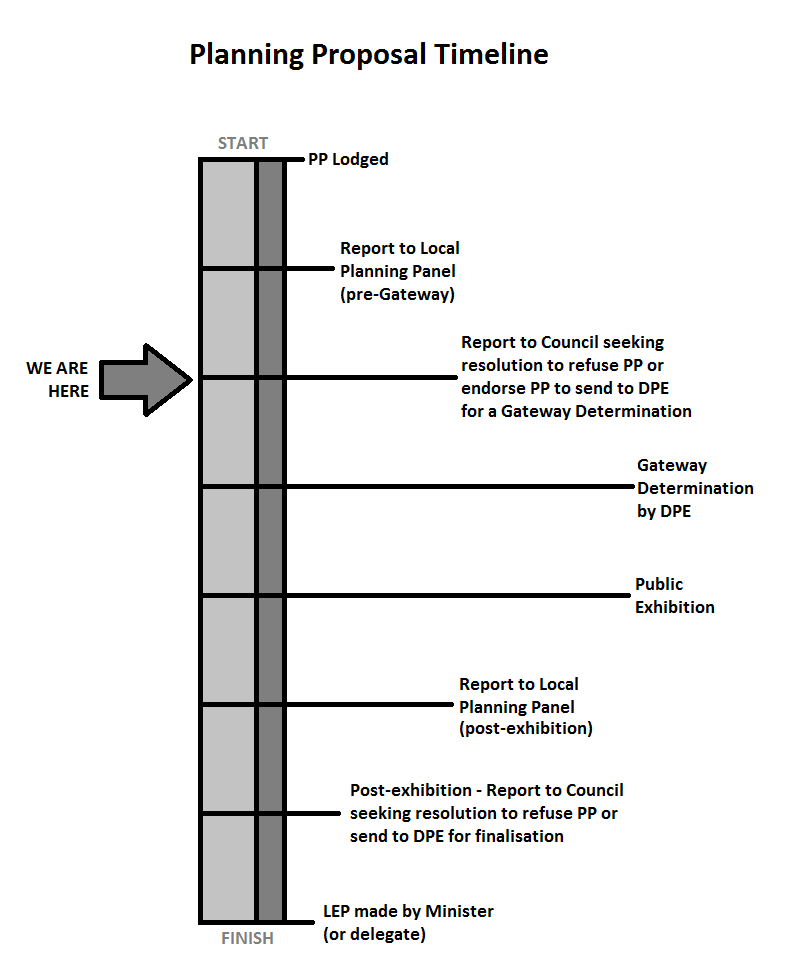 Planning Proposal Timeline
START
PP Lodged
Report to Local
Planning Panel
(pre-Gateway)
WE ARE
HERE
Report to Council seeking
resolution to refuse PP or
endorse PP to send to DPE
for a Gateway Determination
Gateway
Determination
by DPE
Public
Exhibition
Report to Local
Planning Panel
(post-exhibition)
Post-exhibition - Report to Council
seeking resolution to refuse PP or
send to DPE for finalisation
LEP made by Minister
(or delegate)
FINISH